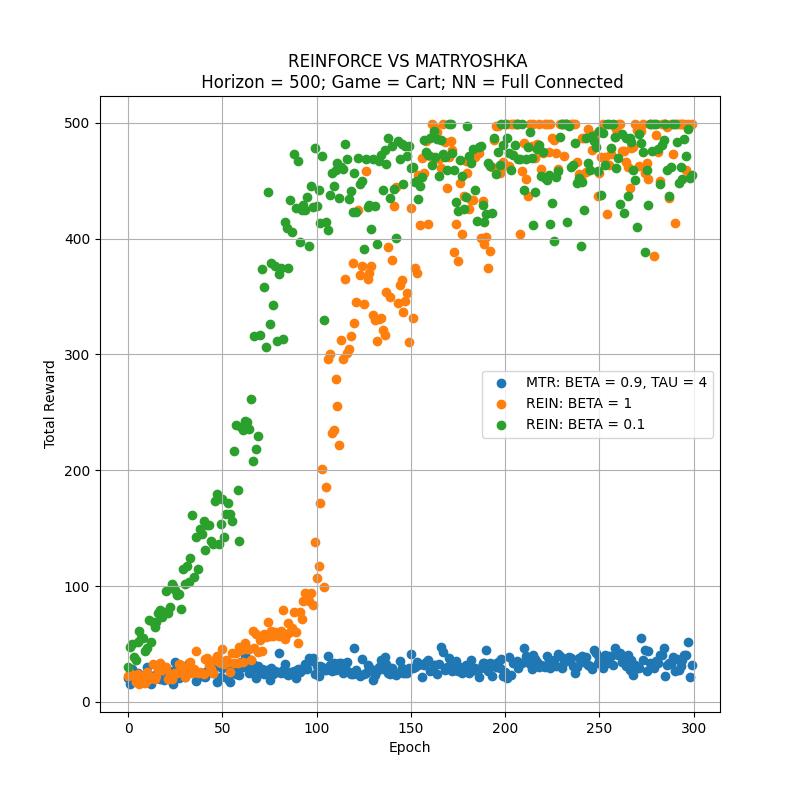 REINFORCE VS MATRYOSHKA
Horizon = 500; Game = Cart; NN = Full Connected
Total Reward
500
400
300
200
100
0
MTR: BETA = 0.9, TAU = 4
REIN: BETA = 1
REIN: BETA = 0.1
0 50 100 150 200 250 300
Epoch